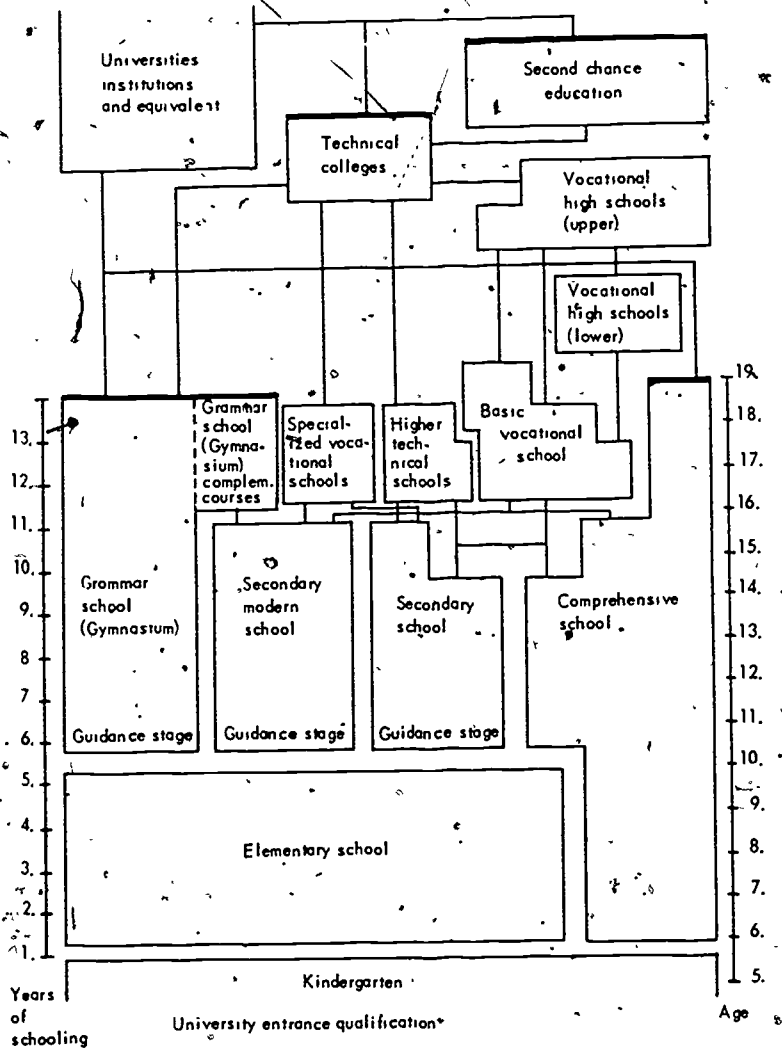 Universities
institutions
and equivalent
Second chance
education
Technical
colleges
Vocational
high schools
(upper)
Vocational
high schools
(lower)
Grammar
school
(Gymna-
sium)
complem.
courses
Special-
ized voca-
tional
schools
Higher
tech-
nical
schools
Basic
vocational
school
Grammar
school
(Gymnasium)
Guidance stage
Secondary
modern
school
Guidance stage
Secondary
school
Guidance stage
Comprehensive
school
Elementary school
Kindergarten
University entrance qualification
13.
12.
11.
10.
9.
8
7
6.
5.
4.
3.
2.
1.
Years
of
schooling
19.
18.
17.
16.
15.
14.
13.
12.
11.
10.
9.
8.
7.
6.
5.
Age